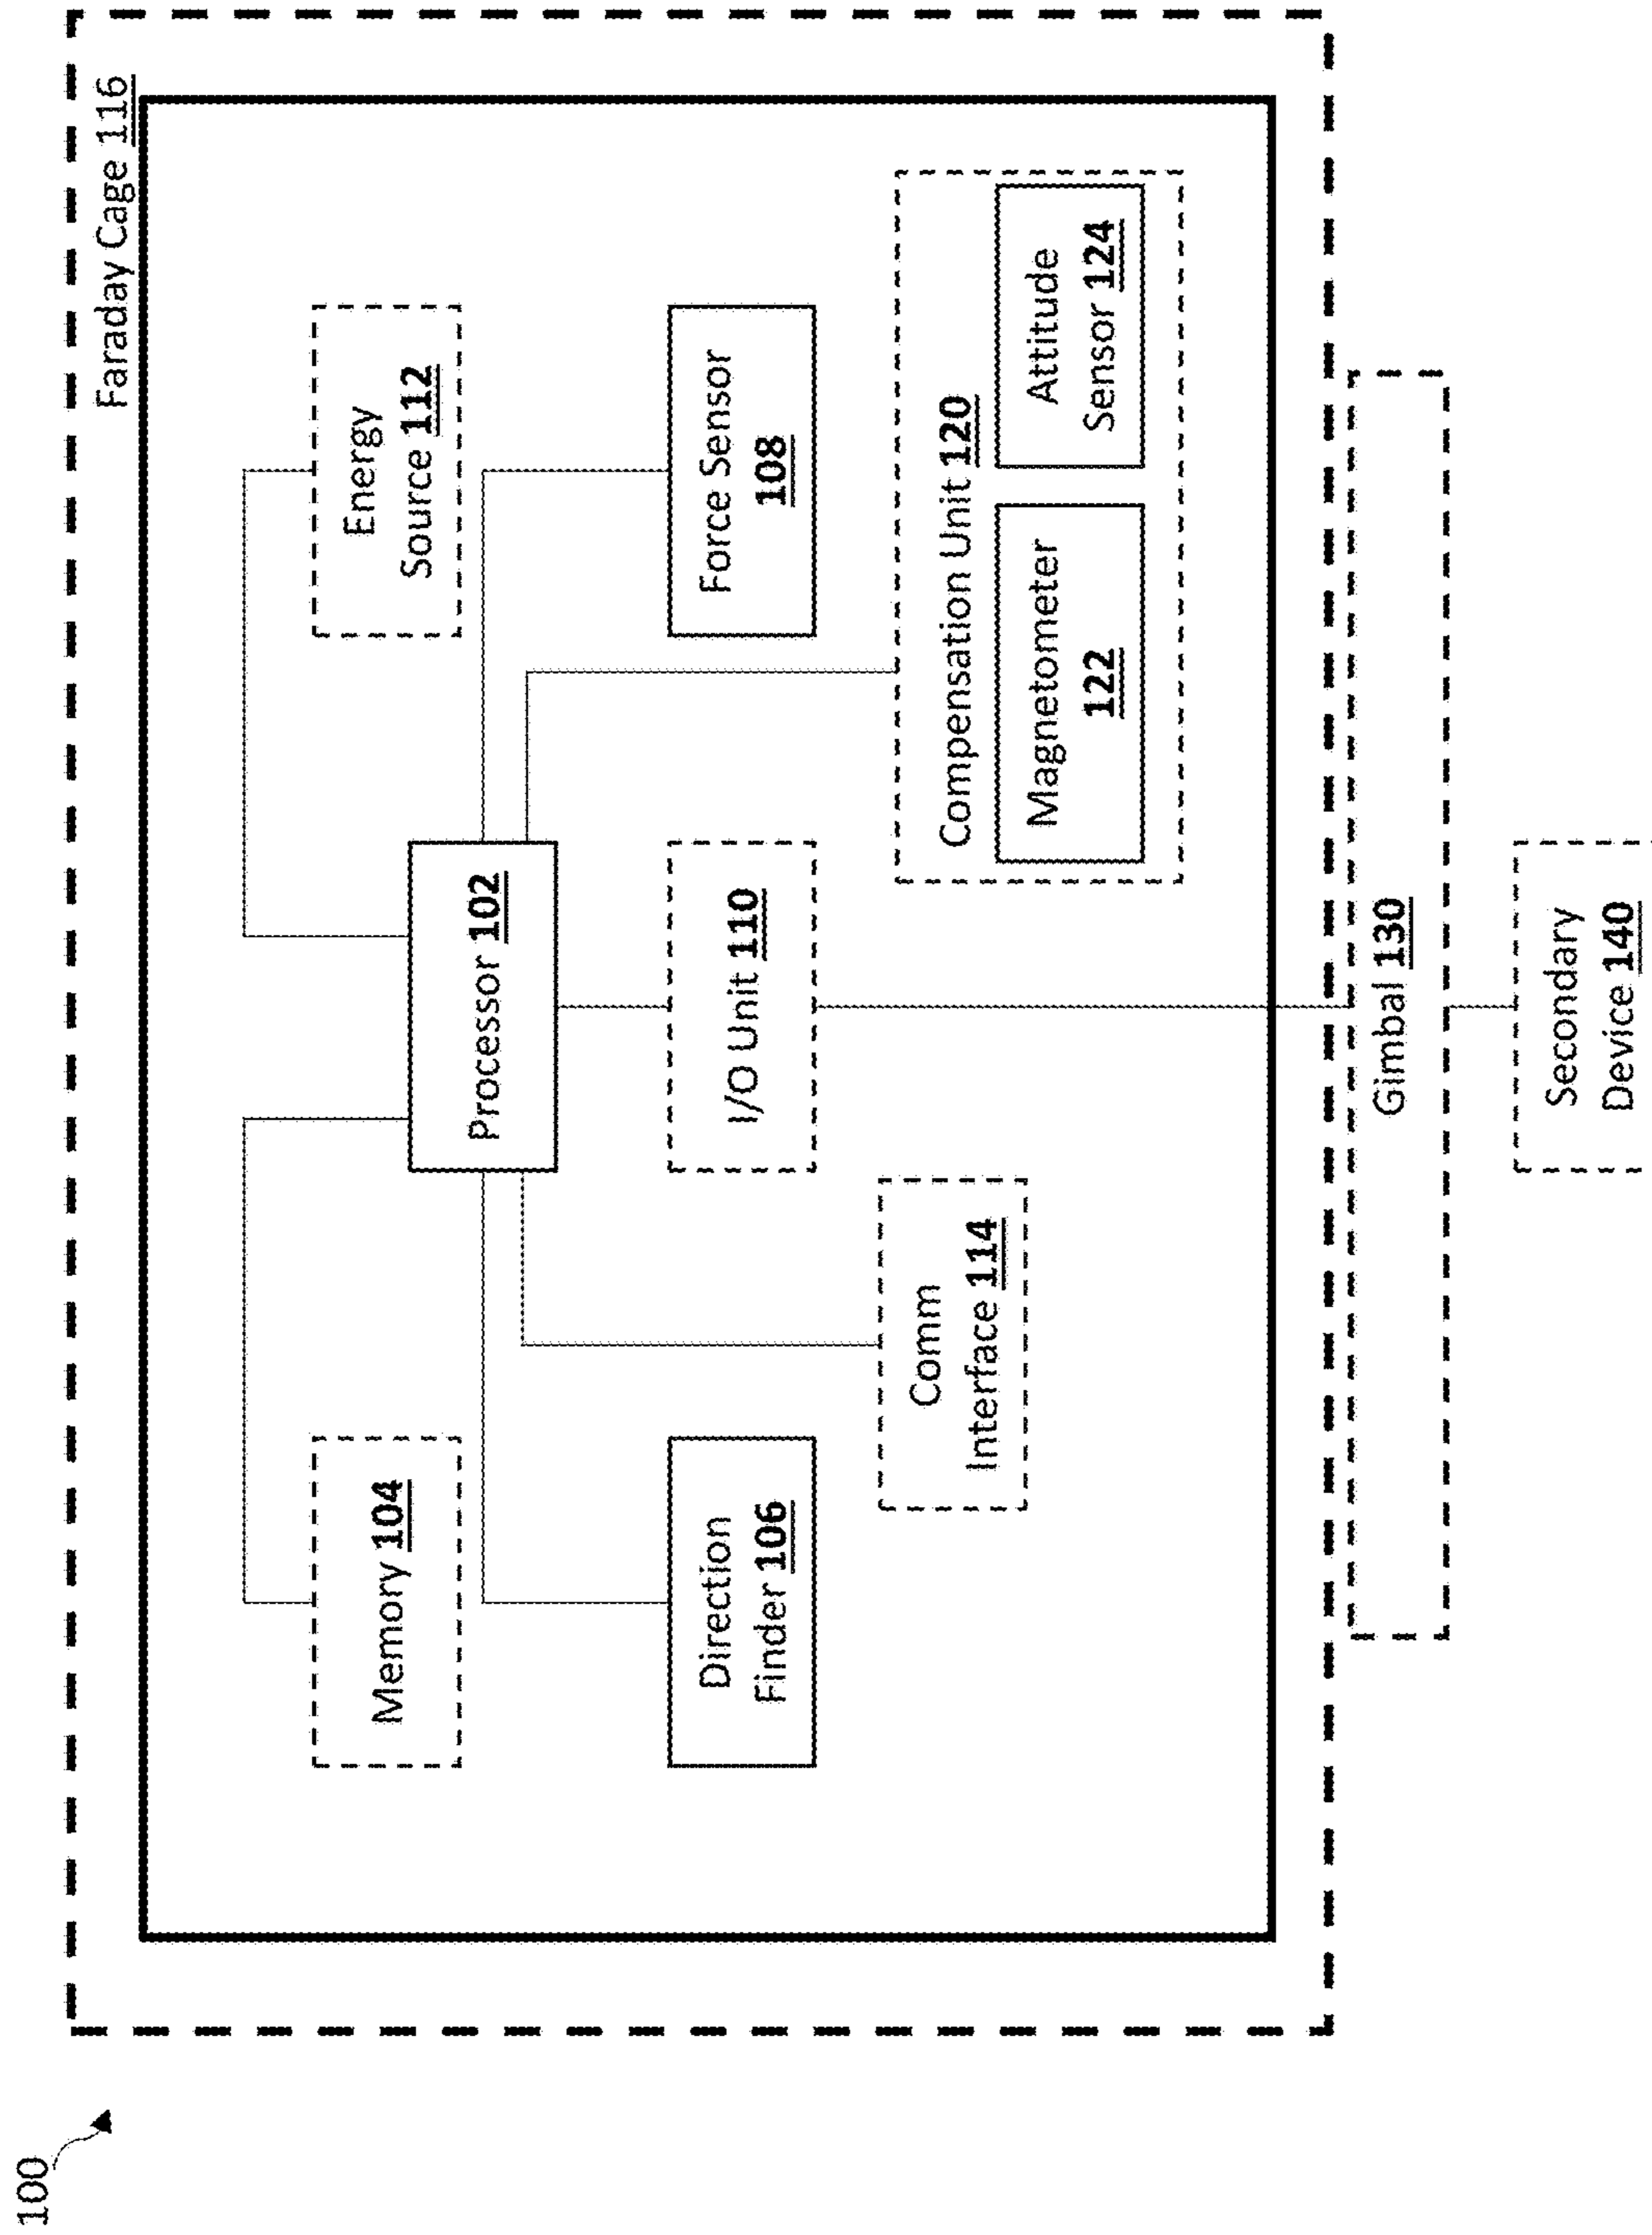 100
Faraday Cage 116
Memory 104
Energy
Source 112
Processor 102
Direction
Finder 106
I/O Unit 110
Force Sensor
108
Comm
Interface 114
Compensation Unit 120
Magnetometer
122
Attitude
Sensor 124
Gimbal 130
Secondary
Device 140